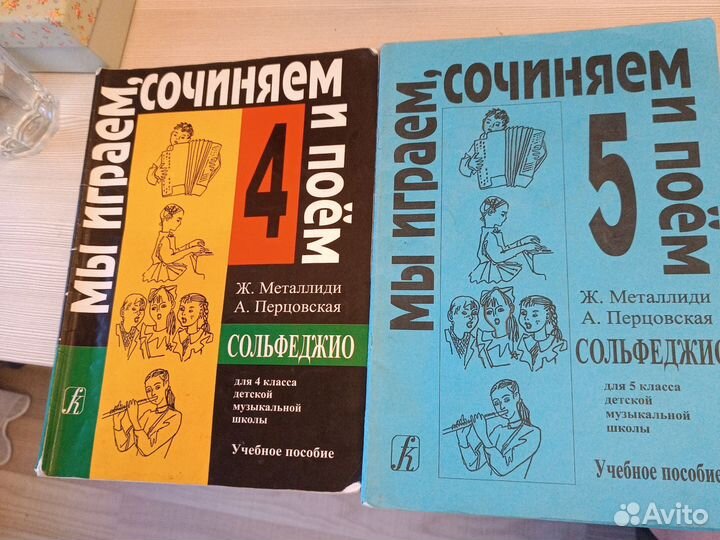 Мы играем,
сочиняем
и поём
4
Ж. Металлиди
А. Перцовская
СОЛЬФЕДЖИО
для 4 класса
детской
музыкальной
школы
Учебное пособие
Мы играем,
сочиняем
и поём
5
Ж. Металлиди
А. Перцовская
СОЛЬФЕДЖИО
для 5 класса
детской
музыкальной
школы
Учебное пособие
Avito